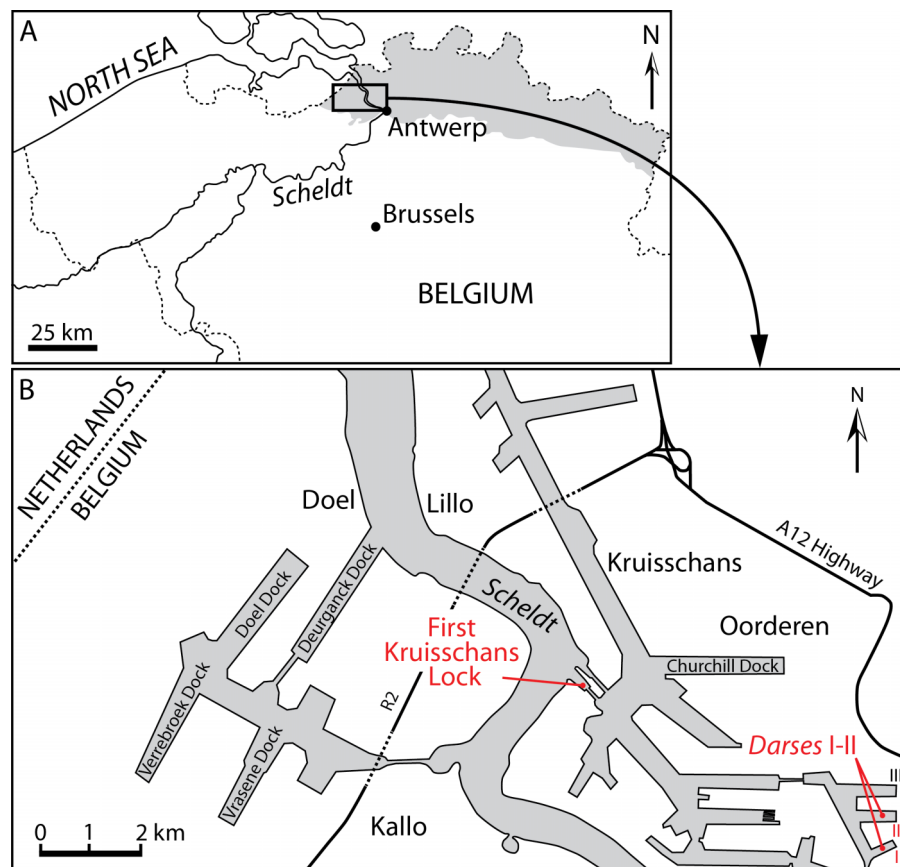 A
N
NORTH SEA
Antwerp
Scheldt
Brussels
BELGIUM
25 km
B
NETHERLANDS
BELGIUM
N
Doel
Lillo
A12 Highway
Kruisschans
Doel Dock
Deurganck Dock
Scheldt
First
Kruisschans
Lock
Oorderen
Churchill Dock
R2
Verrebroek Dock
Vrasene Dock
Darses I-II
III
II
I
Kallo
0 1 2 km